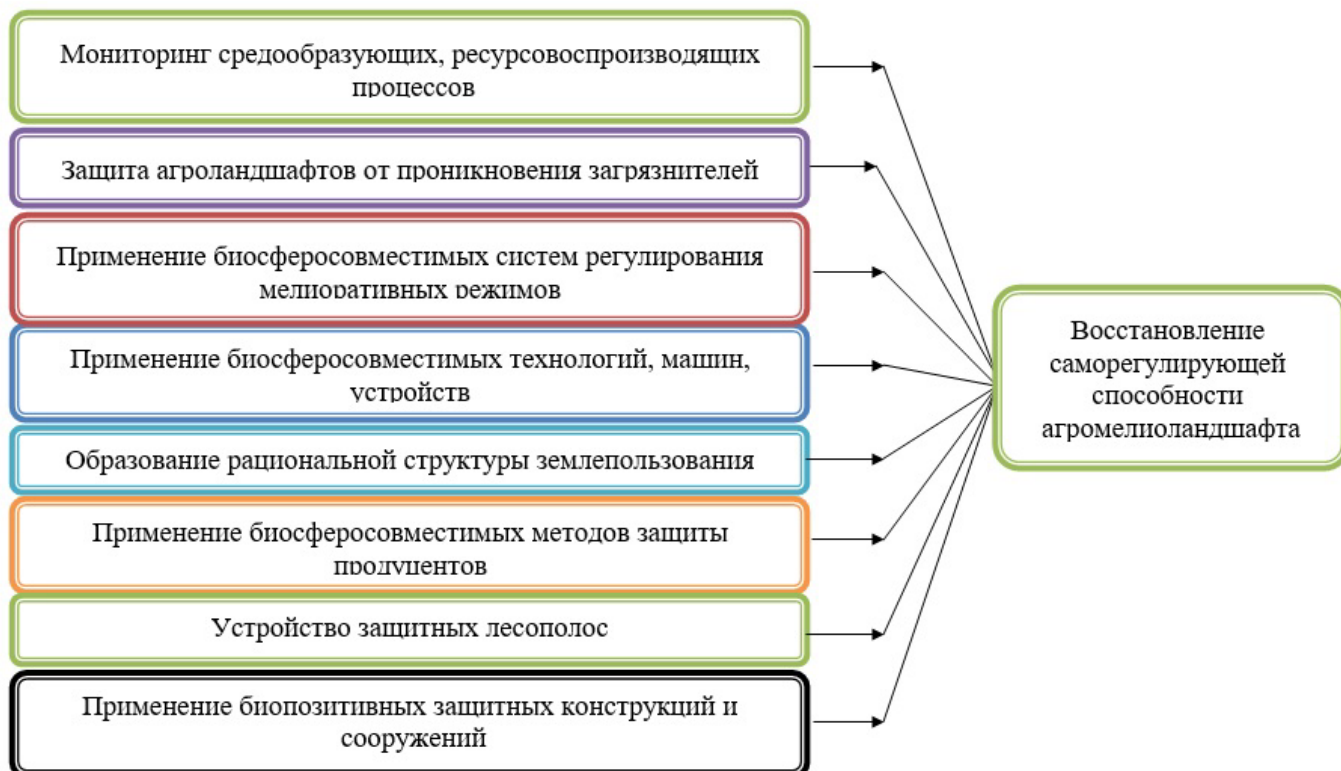 Мониторинг средообразующих, ресурсовоспроизводящих
процессов
Защита агроландшафтов от проникновения загрязнителей
Применение биосферосовместимых систем регулирования
мелиоративных режимов
Применение биосферосовместимых технологий, машин,
устройств
Образование рациональной структуры землепользования
Применение биосферосовместимых методов защиты
продуцентов
Устройство защитных лесополос
Применение биопозитивных защитных конструкций и
сооружений
Восстановление
саморегулирующей
способности
агромелиоландшафта